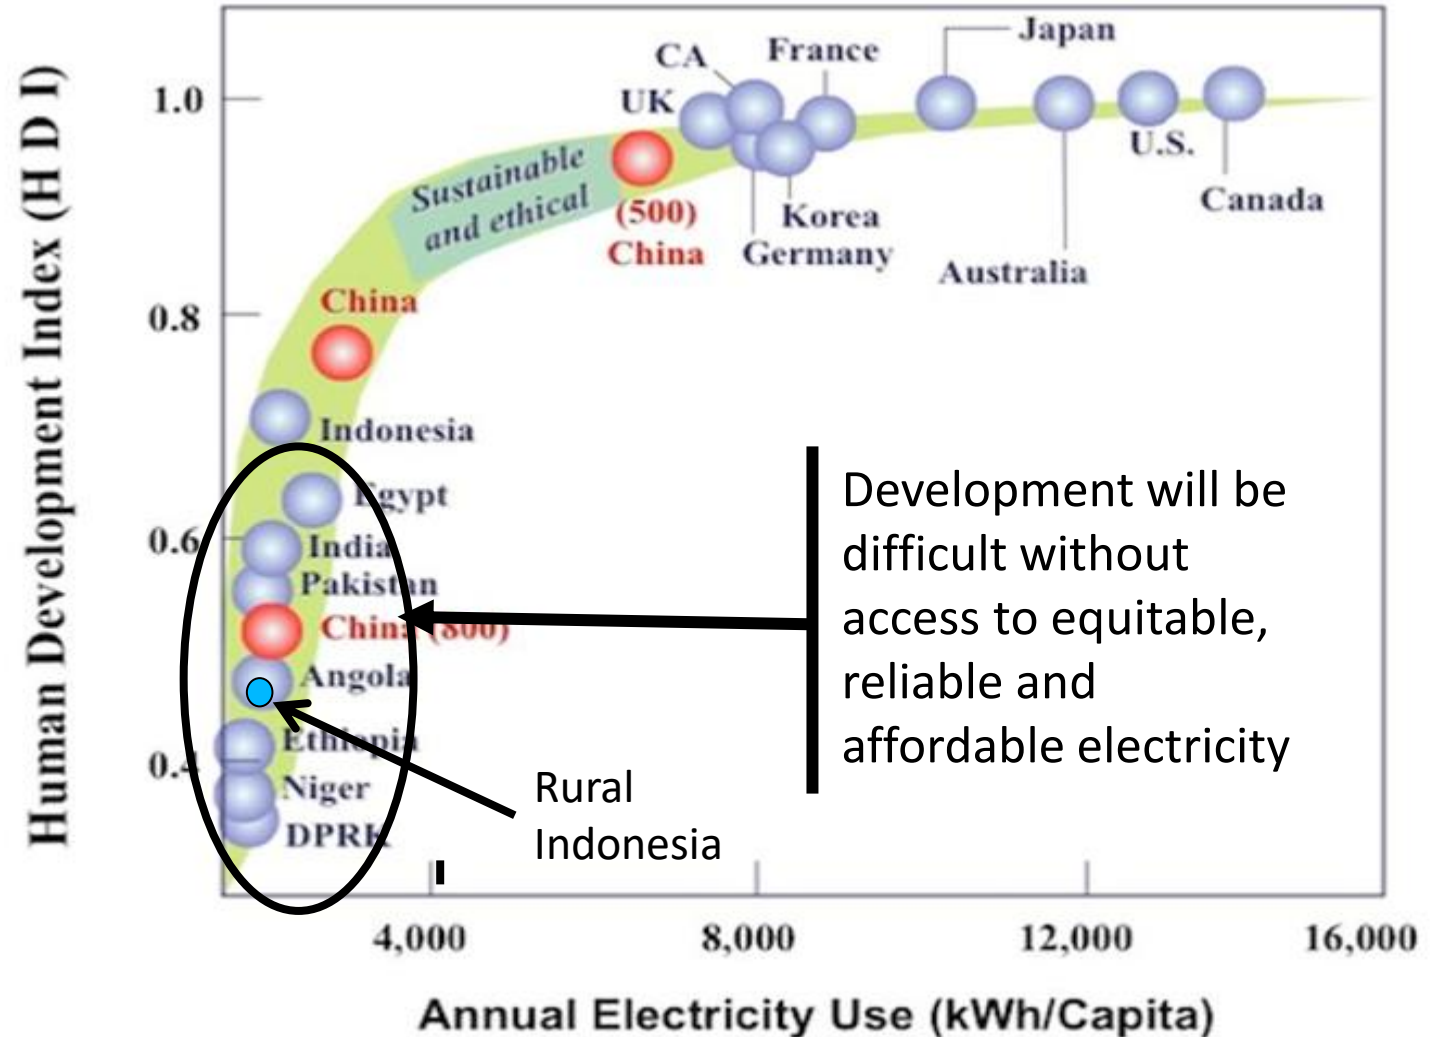 Human Development Index (H D I)
1.0
0.8
0.6
0.4
Japan
France
CA
UK
U.S.
Canada
Korea
Germany
Australia
Sustainable
and ethical
(500)
China
China
Indonesia
Egypt
India
Pakistan
China (800)
Angola
Ethiopia
Niger
DPRK
Development will be
difficult without
access to equitable,
reliable and
affordable electricity
Rural
Indonesia
4,000
8,000
12,000
16,000
Annual Electricity Use (kWh/Capita)